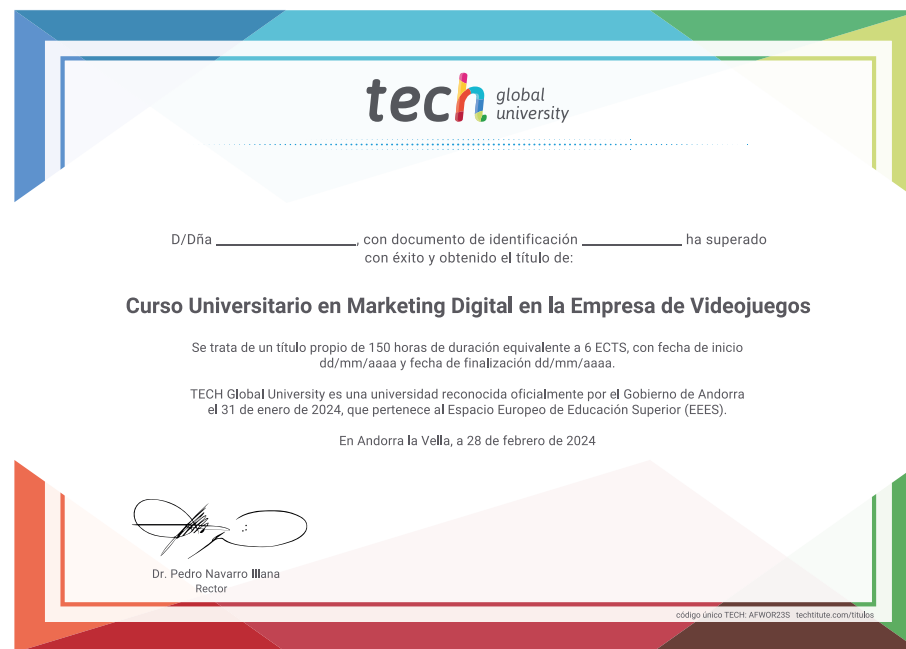 tech global university
D/Dña ________________, con documento de identificación ____________ ha superado
con éxito y obtenido el título de:
Curso Universitario en Marketing Digital en la Empresa de Videojuegos
Se trata de un título propio de 150 horas de duración equivalente a 6 ECTS, con fecha de inicio
dd/mm/aaaa y fecha de finalización dd/mm/aaaa.
TECH Global University es una universidad reconocida oficialmente por el Gobierno de Andorra
el 31 de enero de 2024, que pertenece al Espacio Europeo de Educación Superior (EEES).
En Andorra la Vella, a 28 de febrero de 2024
Dr. Pedro Navarro Illana
Rector
código único TECH: AFWOR23S techtitute.com/titulos